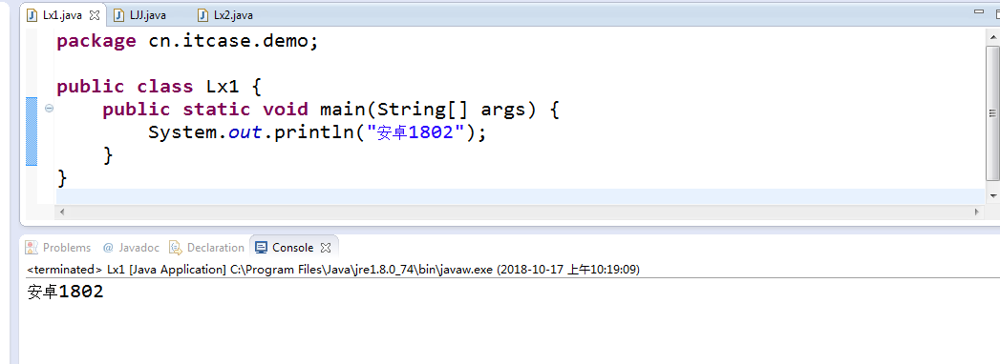 Lx1.java LJJ.java Lx2.java
package cn.itcase.demo;
public class Lx1 {
public static void main(String[] args) {
System.out.println("安卓1802");
}
}
Problems @ Javadoc Declaration Console
<terminated> Lx1 [Java Application] C:\Program Files\Java\jre1.8.0_74\bin\javaw.exe (2018-10-17 上午10:19:09)
安卓1802